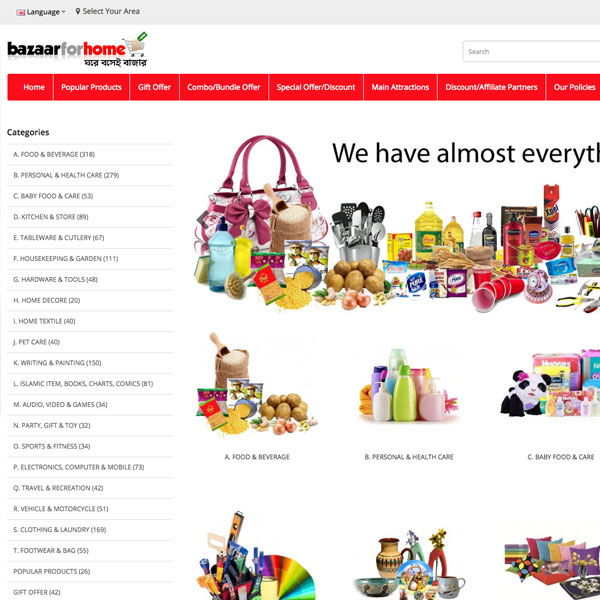 Language
Select Your Area
bazaarforhome
ঘরে বসেই বাজার
Search
Home Popular Products Gift Offer Combo/Bundle Offer Special Offer/Discount Main Attractions Discount/Affiliate Partners Our Policies
Categories
A. FOOD & BEVERAGE (318)
B. PERSONAL & HEALTH CARE (279)
C. BABY FOOD & CARE (53)
D. KITCHEN & STORE (89)
E. TABLEWARE & CUTLERY (67)
F. HOUSEKEEPING & GARDEN (111)
G. HARDWARE & TOOLS (48)
H. HOME DECORE (20)
I. HOME TEXTILE (40)
J. PET CARE (40)
K. WRITING & PAINTING (150)
L. ISLAMIC ITEM, BOOKS, CHARTS, COMICS (81)
M. AUDIO, VIDEO & GAMES (34)
N. PARTY, GIFT & TOY (32)
O. SPORTS & FITNESS (34)
P. ELECTRONICS, COMPUTER & MOBILE (73)
Q. TRAVEL & RECREATION (42)
R. VEHICLE & MOTORCYCLE (51)
S. CLOTHING & LAUNDRY (169)
T. FOOTWEAR & BAG (55)
POPULAR PRODUCTS (26)
GIFT OFFER (42)
We have almost everyth
A. FOOD & BEVERAGE
B. PERSONAL & HEALTH CARE
C. BABY FOOD & CARE